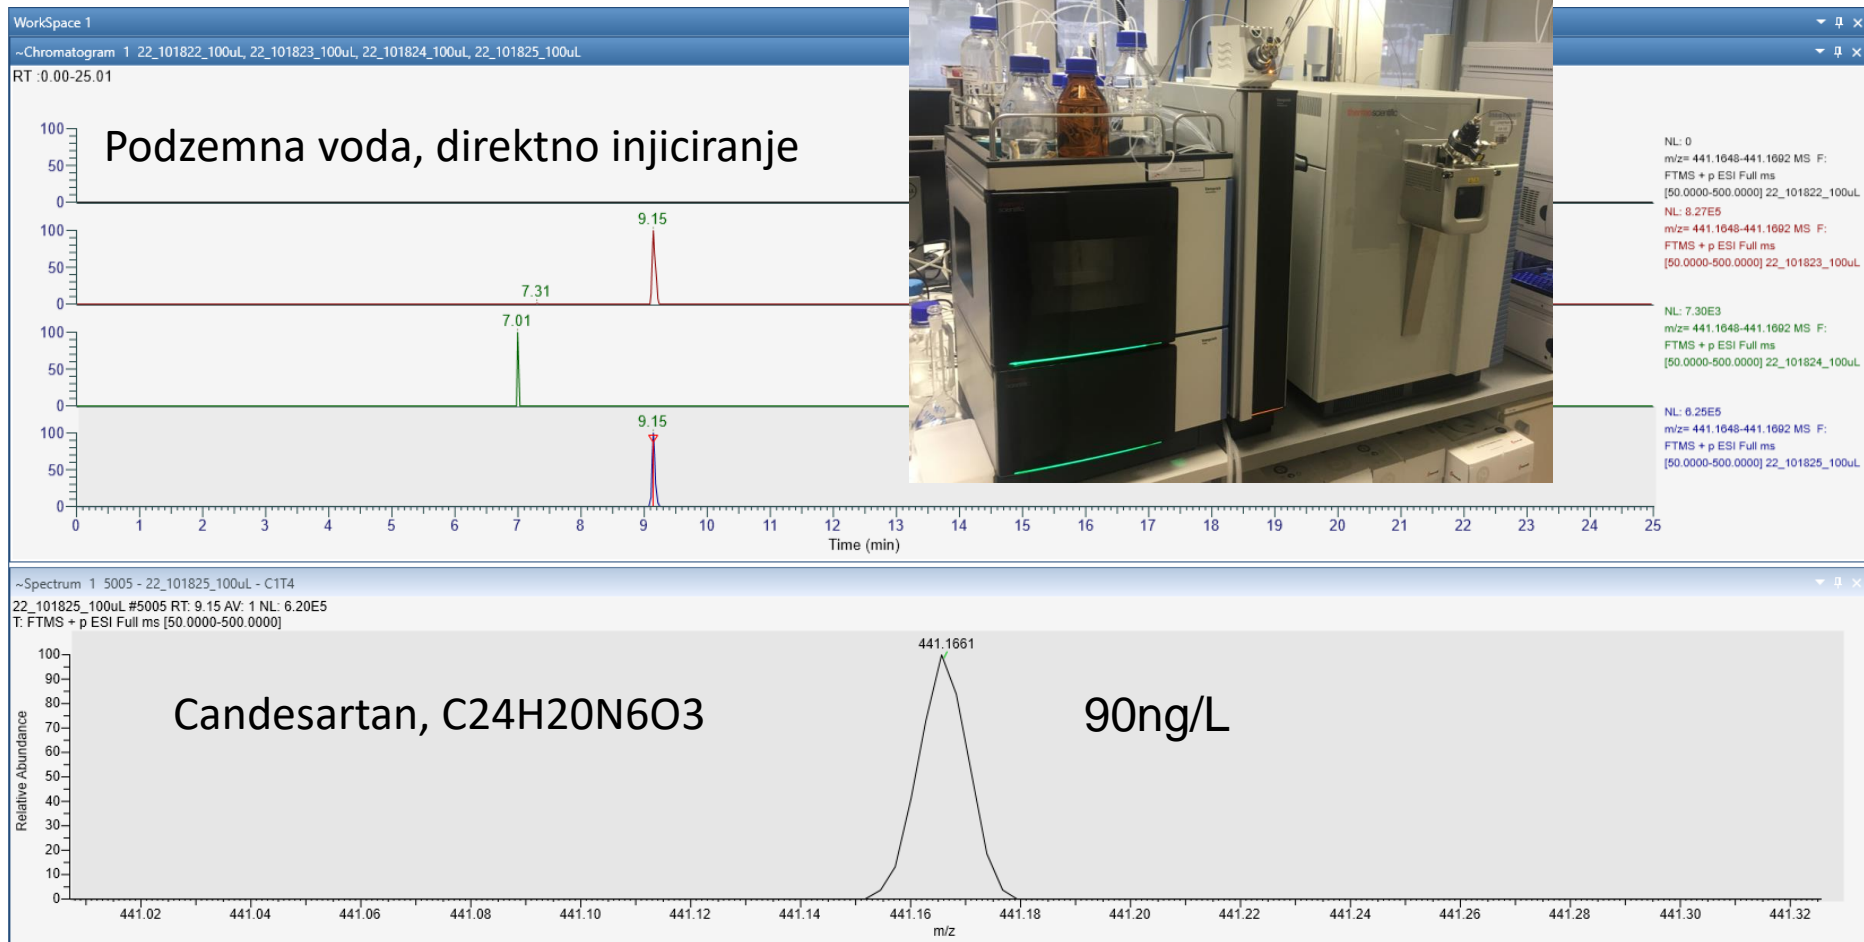 WorkSpace 1
~Chromatogram 1 22_101822_100uL, 22_101823_100uL, 22_101824_100uL, 22_101825_100uL
RT :0.00-25.01
Podzemna voda, direktno injiciranje
100
50
0
NL: 0
m/z= 441.1648-441.1692 MS F:
FTMS + p ESI Full ms
[50.0000-500.0000] 22_101822_100uL
100
50
0
7.31
9.15
NL: 8.27E5
m/z= 441.1648-441.1692 MS F:
FTMS + p ESI Full ms
[50.0000-500.0000] 22_101823_100uL
100
50
0
7.01
NL: 7.30E3
m/z= 441.1648-441.1692 MS F:
FTMS + p ESI Full ms
[50.0000-500.0000] 22_101824_100uL
100
50
0
9.15
NL: 6.25E5
m/z= 441.1648-441.1692 MS F:
FTMS + p ESI Full ms
[50.0000-500.0000] 22_101825_100uL
0 1 2 3 4 5 6 7 8 9 10 11 12 13 14 15 16 17 18 19 20 21 22 23 24 25
Time (min)
~Spectrum 1 5005 - 22_101825_100uL - C1T4
22_101825_100uL #5005 RT: 9.15 AV: 1 NL: 6.20E5
T: FTMS + p ESI Full ms [50.0000-500.0000]
441.1661
Candesartan, C24H20N6O3
90ng/L
Relative Abundance
100
90
80
70
60
50
40
30
20
10
0
441.02 441.04 441.06 441.08 441.10 441.12 441.14 441.16 441.18 441.20 441.22 441.24 441.26 441.28 441.30 441.32
m/z